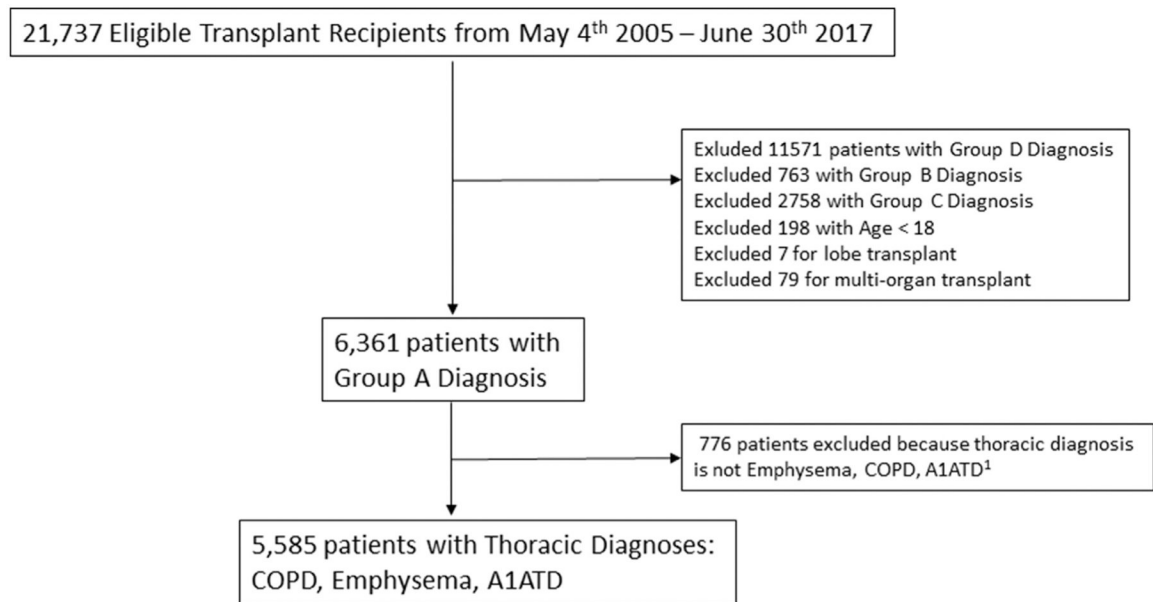 21,737 Eligible Transplant Recipients from May 4th 2005 – June 30th 2017
Exluded 11571 patients with Group D Diagnosis
Excluded 763 with Group B Diagnosis
Excluded 2758 with Group C Diagnosis
Excluded 198 with Age < 18
Excluded 7 for lobe transplant
Excluded 79 for multi-organ transplant
6,361 patients with
Group A Diagnosis
776 patients excluded because thoracic diagnosis
is not Emphysema, COPD, A1ATD1
5,585 patients with Thoracic Diagnoses:
COPD, Emphysema, A1ATD